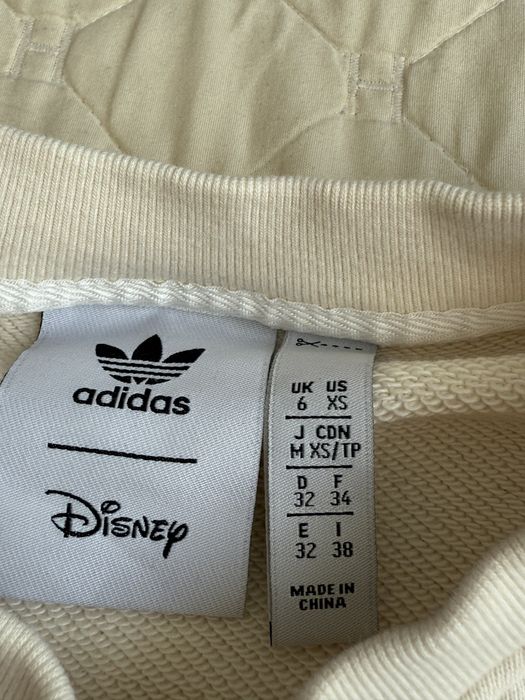 H
H
adidas
Disney
UK US
6 XS
J CDN
M XS/TP
D F
32 34
E I
32 38
MADE IN
CHINA